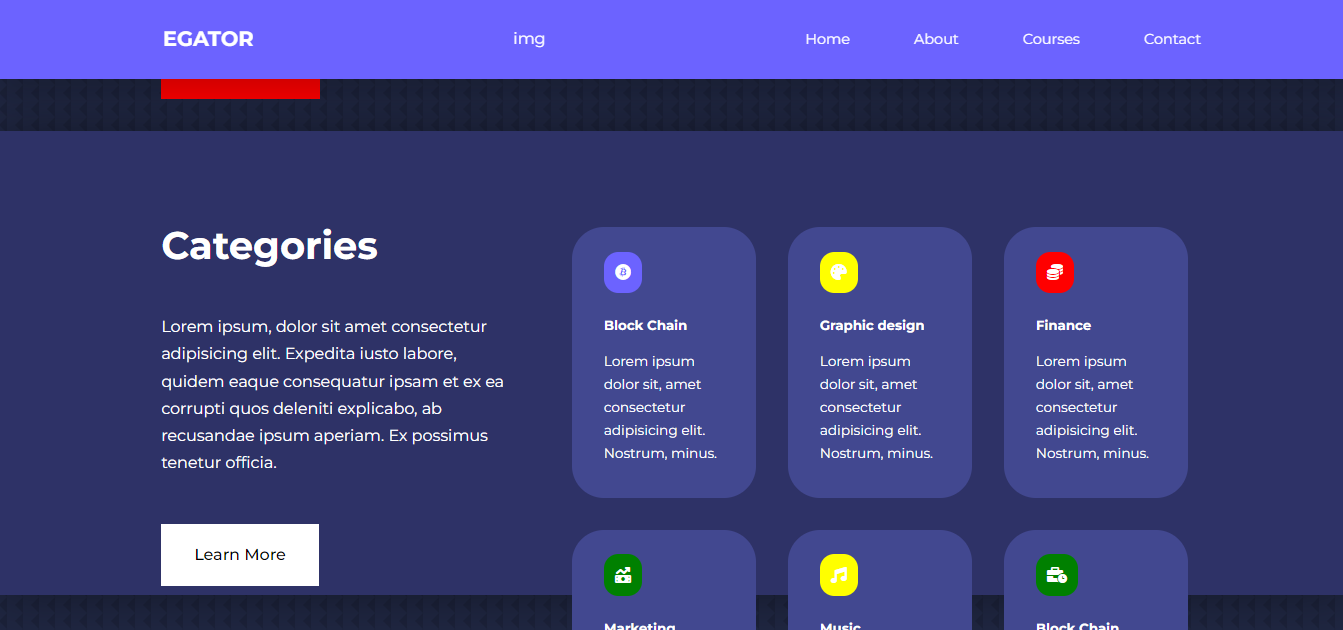 EGATOR
img
Home
About
Courses
Contact
Categories
Lorem ipsum, dolor sit amet consectetur
adipisicing elit. Expedita iusto labore,
quidem eaque consequatur ipsam et ex ea
corrupti quos deleniti explicabo, ab
recusandae ipsum aperiam. Ex possimus
tenetur officia.
Learn More
Block Chain
Lorem ipsum
dolor sit, amet
consectetur
adipisicing elit.
Nostrum, minus.
Graphic design
Lorem ipsum
dolor sit, amet
consectetur
adipisicing elit.
Nostrum, minus.
Finance
Lorem ipsum
dolor sit, amet
consectetur
adipisicing elit.
Nostrum, minus.
Marketing
Music
Block Chain